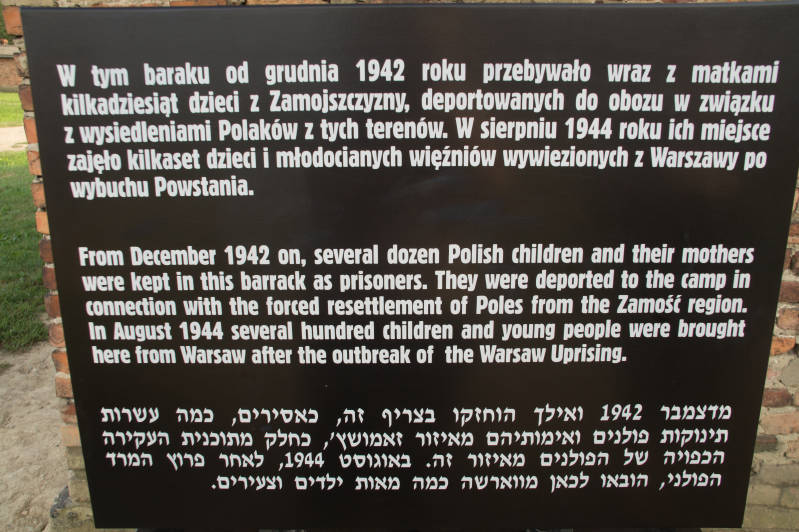 W tym baraku od grudnia 1942 roku przebywało wraz z matkami
kilkadziesiąt dzieci z Zamojszczyzny, deportowanych do obozu w związku
z wysiedleniami Polaków z tych terenów. W sierpniu 1944 roku ich miejsce
zajęło kilkaset dzieci i młodocianych więźniów wywiezionych z Warszawy po
wybuchu Powstania.
From December 1942 on, several dozen Polish children and their mothers
were kept in this barrack as prisoners. They were deported to the camp in
connection with the forced resettlement of Poles from the Zamość region.
In August 1944 several hundred children and young people were brought
here from Warsaw after the outbreak of the Warsaw Uprising.
מדצמבר 1942 ואילך הוחזקו בצריף זה, כאסירים, כמה עשרות
תינוקות פולנים ואימותיהם מאיזור זאמושץ', כחלק מתוכנית העקירה
הכפויה של הפולנים מאיזור זה. באוגוסט 1944, לאחר פרוץ המרד
הפולני, הובאו לכאן מווארשה כמה מאות ילדים וצעירים.